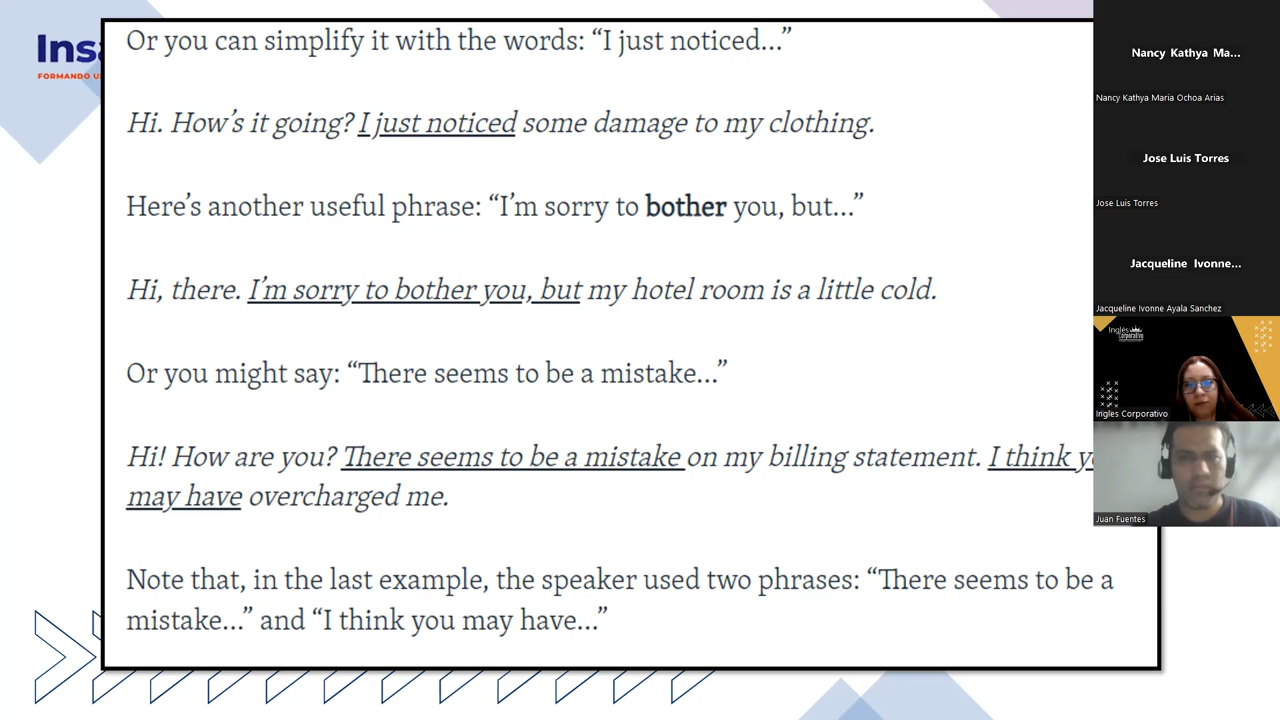 Insa
FORMANDO U
Or you can simplify it with the words: “I just noticed…”
Hi. How’s it going? I just noticed some damage to my clothing.
Here’s another useful phrase: “I’m sorry to bother you, but…”
Hi, there. I’m sorry to bother you, but my hotel room is a little cold.
Or you might say: “There seems to be a mistake…”
Hi! How are you? There seems to be a mistake on my billing statement. I think y
may have overcharged me.
Note that, in the last example, the speaker used two phrases: “There seems to be a
mistake…” and “I think you may have…”
Nancy Kathya Ma...
Nancy Kathya Maria Ochoa Arias
Jose Luis Torres
Jose Luis Torres
Jacqueline Ivonne...
Jacqueline Ivonne Ayala Sanchez
Inglés
Corporativo
Ingles Corporativo
Juan Fuentes